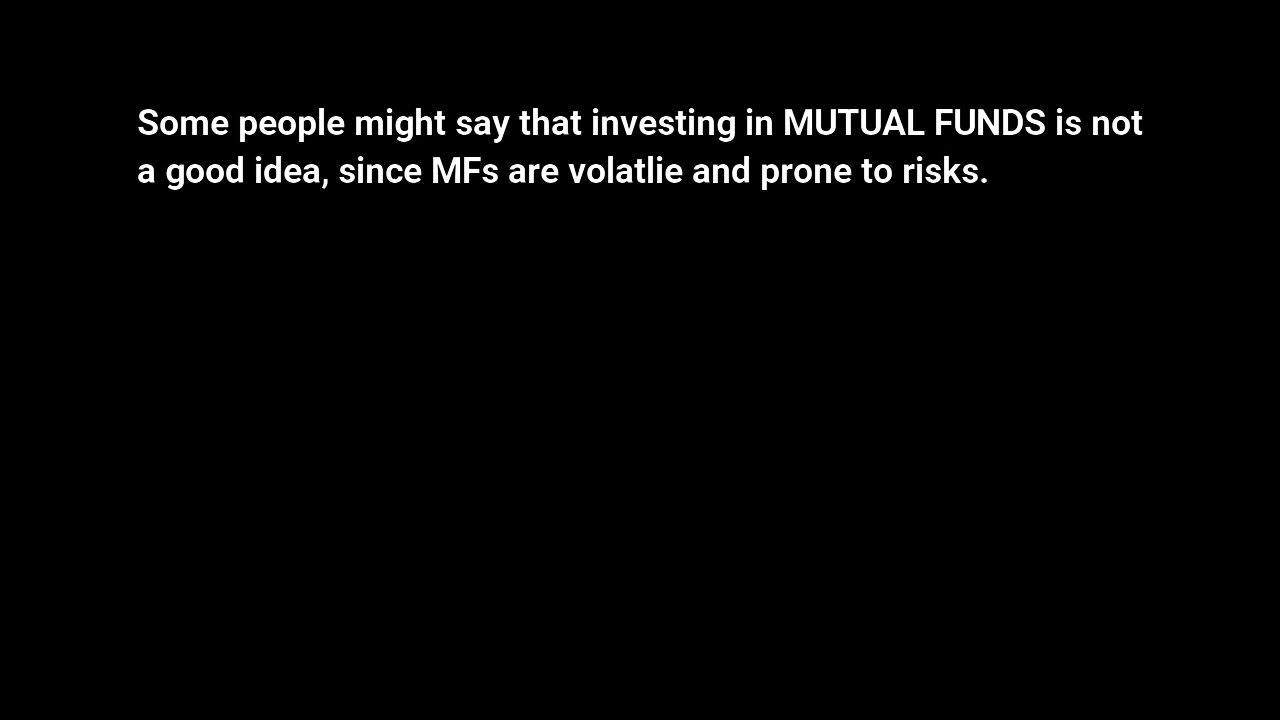 Some people might say that investing in MUTUAL FUNDS is not
a good idea, since MFs are volatlie and prone to risks.